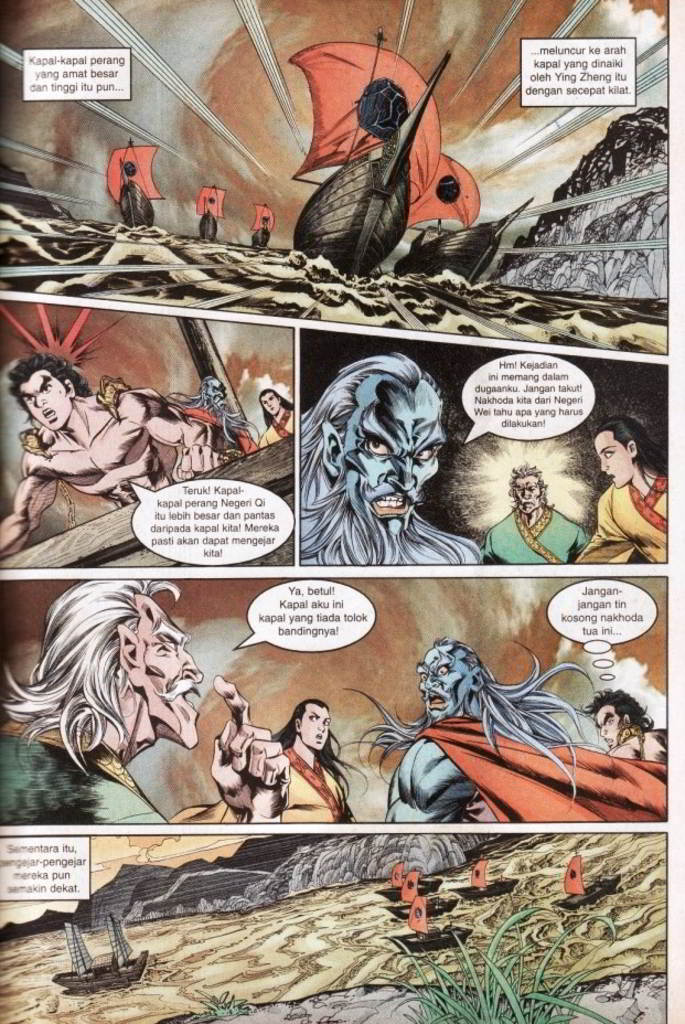 Kapal-kapal perang
yang amat besar
dan tinggi itu pun...
...meluncur ke arah
kapal yang dinaiki
oleh Ying Zheng itu
dengan secepat kilat.
Teruk! Kapal-
kapal perang Negeri Qi
itu lebih besar dan pantas
daripada kapal kita! Mereka
pasti akan dapat mengejar
kita!
Hm! Kejadian
ini memang dalam
dugaanku. Jangan takut!
Nakhoda kita dari Negeri
Wei tahu apa yang harus
dilakukan!
Ya, betul!
Kapal aku ini
kapal yang tiada tolok
bandingnya!
Jangan-
jangan tin
kosong nakhoda
tua ini...
Sementara itu,
pengejar-pengejar
mereka pun
semakin dekat.